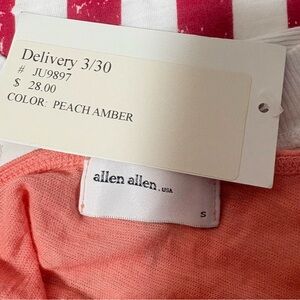 Delivery 3/30
# JU9897
$ 28.00
COLOR: PEACH AMBER
allen allen. USA
S